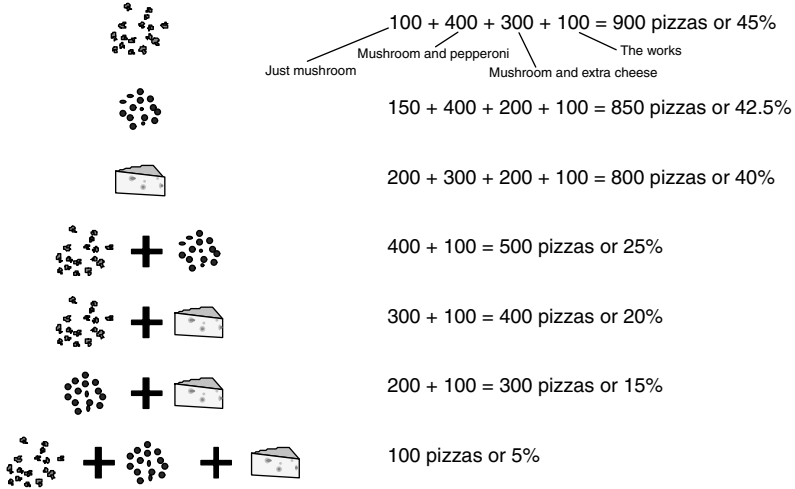 100 + 400 + 300 + 100 = 900 pizzas or 45%
Mushroom and pepperoni
The works
Just mushroom
Mushroom and extra cheese
150 + 400 + 200 + 100 = 850 pizzas or 42.5%
200 + 300 + 200 + 100 = 800 pizzas or 40%
400 + 100 = 500 pizzas or 25%
300 + 100 = 400 pizzas or 20%
200 + 100 = 300 pizzas or 15%
100 pizzas or 5%